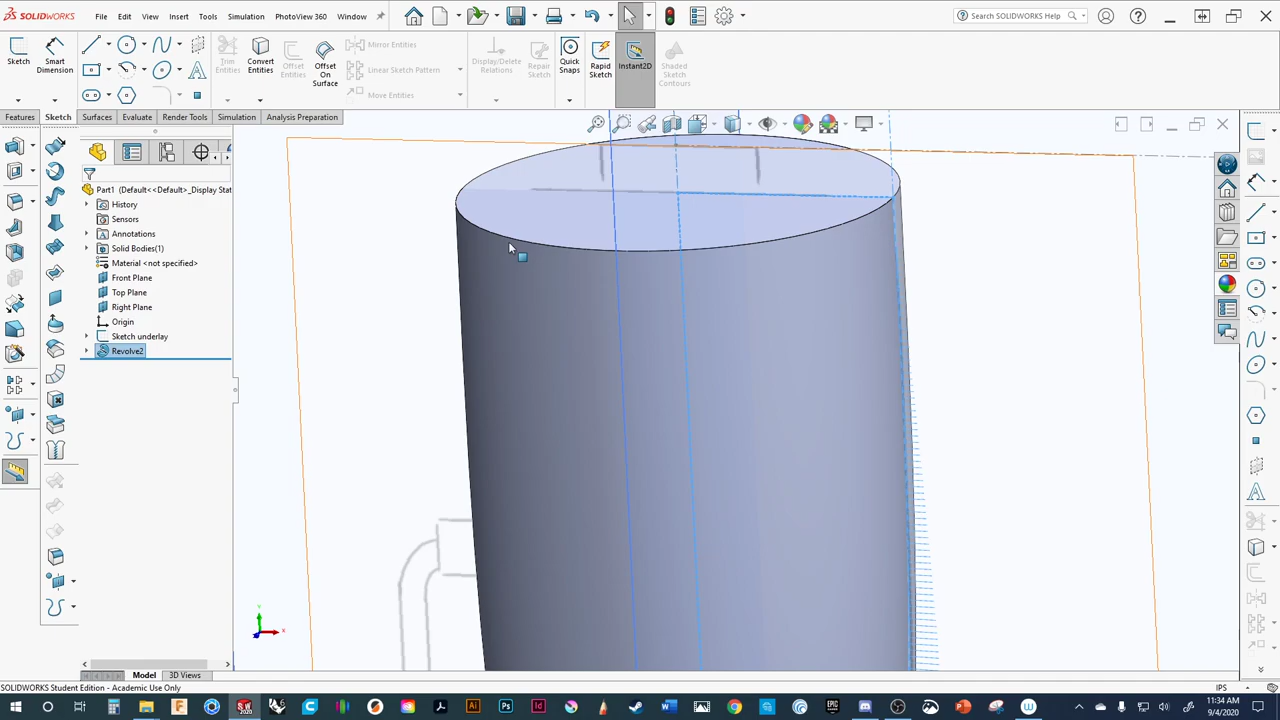 SOLIDWORKS
File Edit View Insert Tools Simulation PhotoView 360 Window
Search SOLIDWORKS Help
Sketch
Smart Dimension
Trim Entities
Convert Entities
Offset Entities
Offset On Surface
Mirror Entities
Linear Sketch Pattern
Move Entities
Display/Delete Relations
Repair Sketch
Quick Snaps
Rapid Sketch
Instant2D
Shaded Sketch Contours
Features Sketch Evaluate Render Tools Simulation Analysis Preparation
Part1 (Default<<Default>_Display Stat
History
Sensors
Annotations
Solid Bodies(1)
Material <not specified>
Front Plane
Top Plane
Right Plane
Origin
Sketch underlay
Revolve2
Y
X
Model 3D Views
SOLIDWORKS Student Edition - Academic Use Only
IPS
11:34 AM
9/4/2020